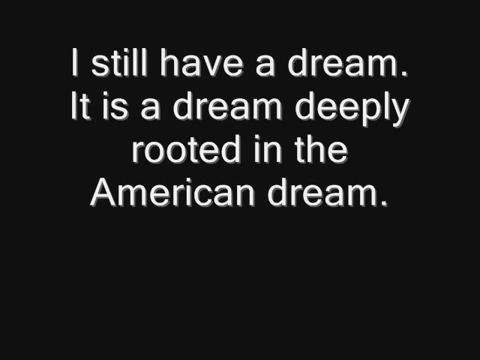 I still have a dream.
It is a dream deeply
rooted in the
American dream.